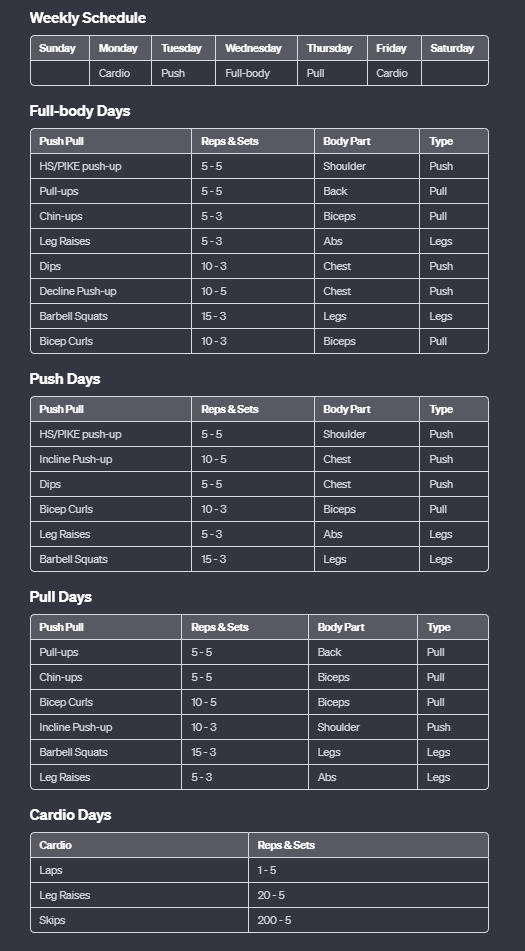 Weekly Schedule
Sunday Monday Tuesday Wednesday Thursday Friday Saturday
Cardio Push Full-body Pull Cardio
Full-body Days
Push Pull Reps & Sets Body Part Type
HS/PIKE push-up 5 - 5 Shoulder Push
Pull-ups 5 - 5 Back Pull
Chin-ups 5 - 3 Biceps Pull
Leg Raises 5 - 3 Abs Legs
Dips 10 - 3 Chest Push
Decline Push-up 10 - 5 Chest Push
Barbell Squats 15 - 3 Legs Legs
Bicep Curls 10 - 3 Biceps Pull
Push Days
Push Pull Reps & Sets Body Part Type
HS/PIKE push-up 5 - 5 Shoulder Push
Incline Push-up 10 - 5 Chest Push
Dips 5 - 5 Chest Push
Bicep Curls 10 - 3 Biceps Pull
Leg Raises 5 - 3 Abs Legs
Barbell Squats 15 - 3 Legs Legs
Pull Days
Push Pull Reps & Sets Body Part Type
Pull-ups 5 - 5 Back Pull
Chin-ups 5 - 5 Biceps Pull
Bicep Curls 10 - 5 Biceps Pull
Incline Push-up 10 - 3 Shoulder Push
Barbell Squats 15 - 3 Legs Legs
Leg Raises 5 - 3 Abs Legs
Cardio Days
Cardio Reps & Sets
Laps 1 - 5
Leg Raises 20 - 5
Skips 200 - 5